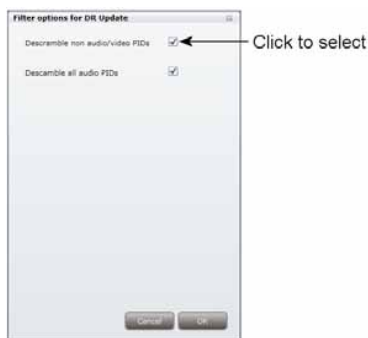 Filter options for DR Update
Descramble non audio/video PIDs
Click to select
Descamble all audio PIDs
Cancel
OK